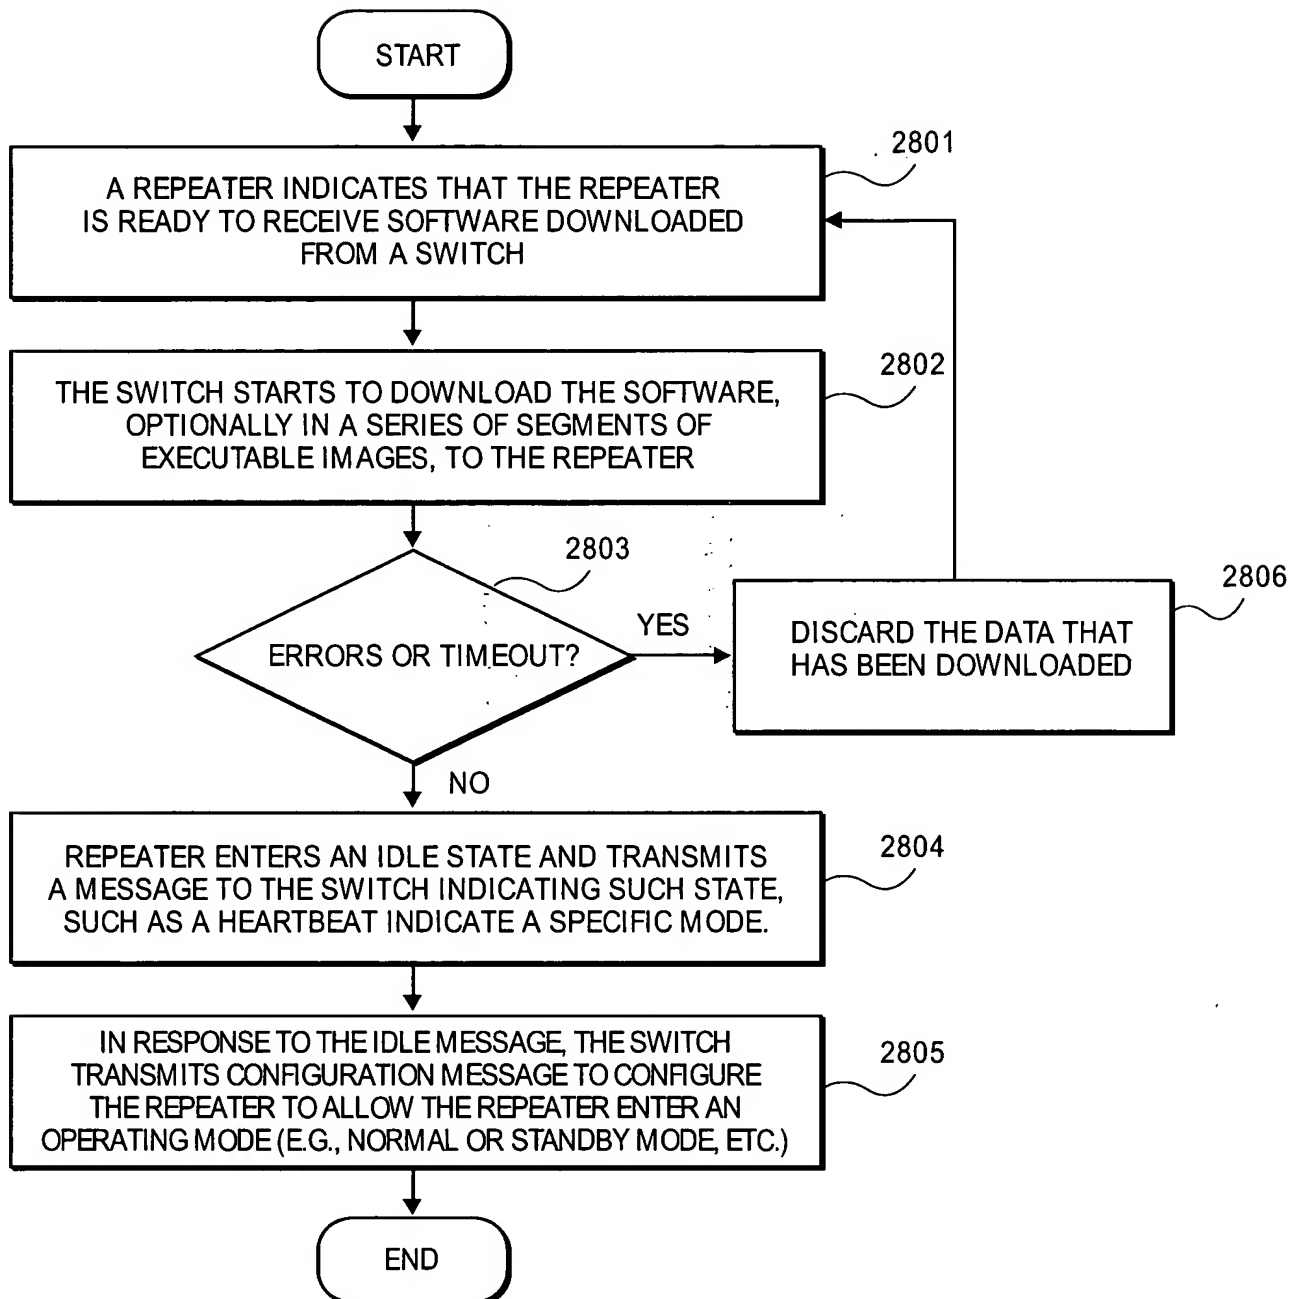 START
2801
A REPEATER INDICATES THAT THE REPEATER
IS READY TO RECEIVE SOFTWARE DOWNLOADED
FROM A SWITCH
2802
THE SWITCH STARTS TO DOWNLOAD THE SOFTWARE,
OPTIONALLY IN A SERIES OF SEGMENTS OF
EXECUTABLE IMAGES, TO THE REPEATER
2803
ERRORS OR TIMEOUT?
YES
2806
DISCARD THE DATA THAT
HAS BEEN DOWNLOADED
NO
2804
REPEATER ENTERS AN IDLE STATE AND TRANSMITS
A MESSAGE TO THE SWITCH INDICATING SUCH STATE,
SUCH AS A HEARTBEAT INDICATE A SPECIFIC MODE.
2805
IN RESPONSE TO THE IDLE MESSAGE, THE SWITCH
TRANSMITS CONFIGURATION MESSAGE TO CONFIGURE
THE REPEATER TO ALLOW THE REPEATER ENTER AN
OPERATING MODE (E.G., NORMAL OR STANDBY MODE, ETC.)
END